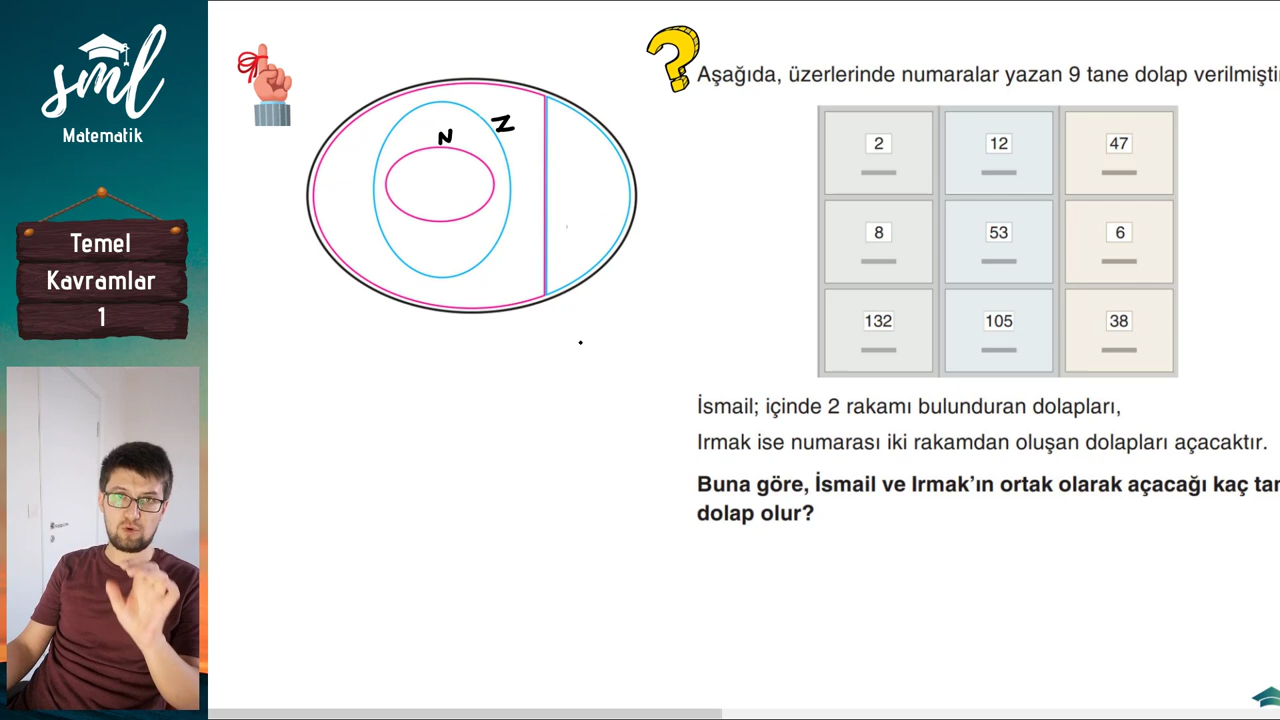 sml
Matematik
Temel
Kavramlar
1
N
Z
?
Aşağıda, üzerlerinde numaralar yazan 9 tane dolap verilmişti
2 12 47
8 53 6
132 105 38
İsmail; içinde 2 rakamı bulunduran dolapları,
Irmak ise numarası iki rakamdan oluşan dolapları açacaktır.
Buna göre, İsmail ve Irmak'ın ortak olarak açacağı kaç tan
dolap olur?